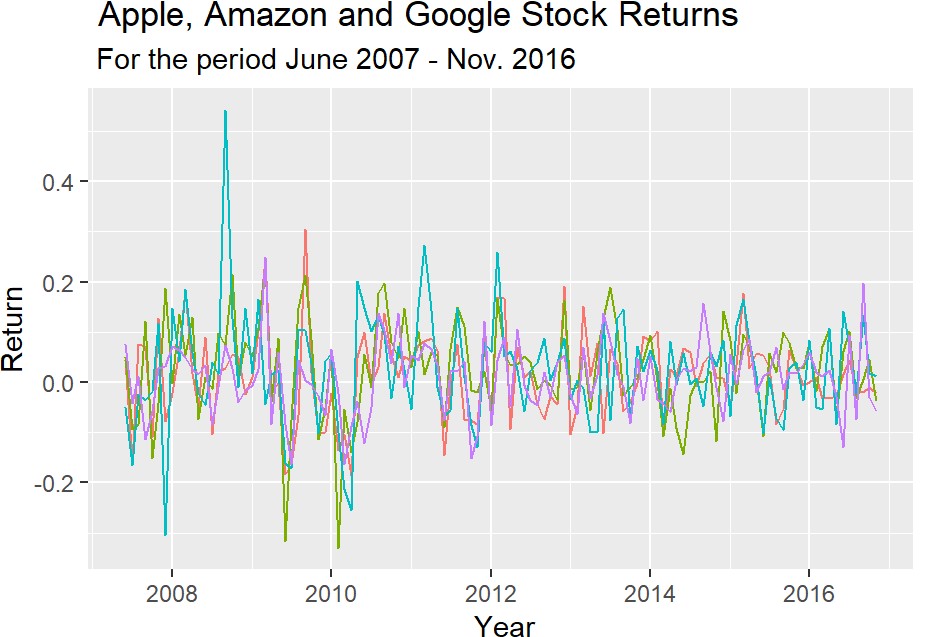 Apple, Amazon and Google Stock Returns
For the period June 2007 - Nov. 2016
Return
0.4
0.2
0.0
-0.2
2008 2010 2012 2014 2016
Year